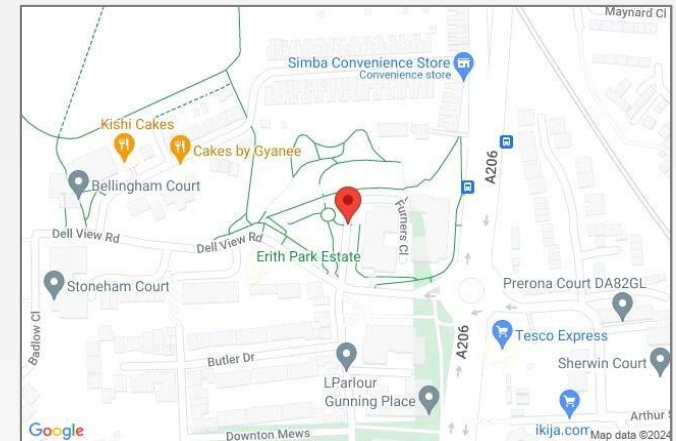 Maynard Cl
Simba Convenience Store
Convenience store
Kishi Cakes
Cakes by Gyanee
A206
Bellingham Court
Furners Cl
Dell View Rd
Dell View Rd
Erith Park Estate
Stoneham Court
Prerona Court DA82GL
Badlow Cl
Tesco Express
A206
Butler Dr
Sherwin Court
LParlour
Gunning Place
Arthur S
ikija.com
Downton Mews
Google
Map data ©2024